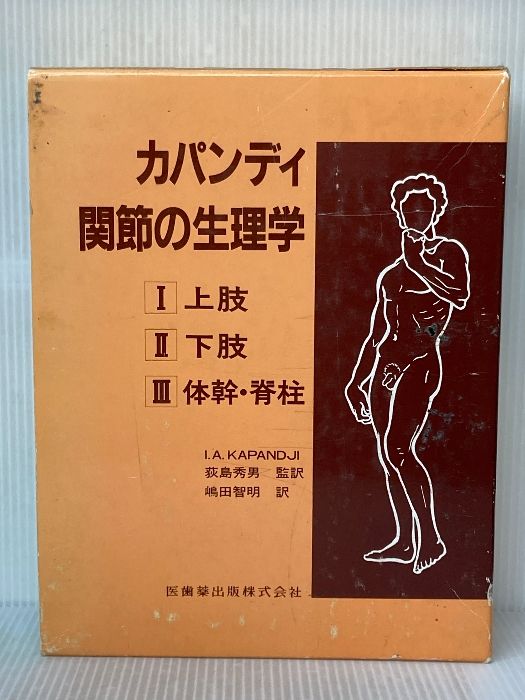 カパンディ
関節の生理学
Ⅰ 上肢
Ⅱ 下肢
Ⅲ 体幹・脊柱
I.A. KAPANDJI
荻島秀男 監訳
嶋田智明 訳
医歯薬出版株式会社